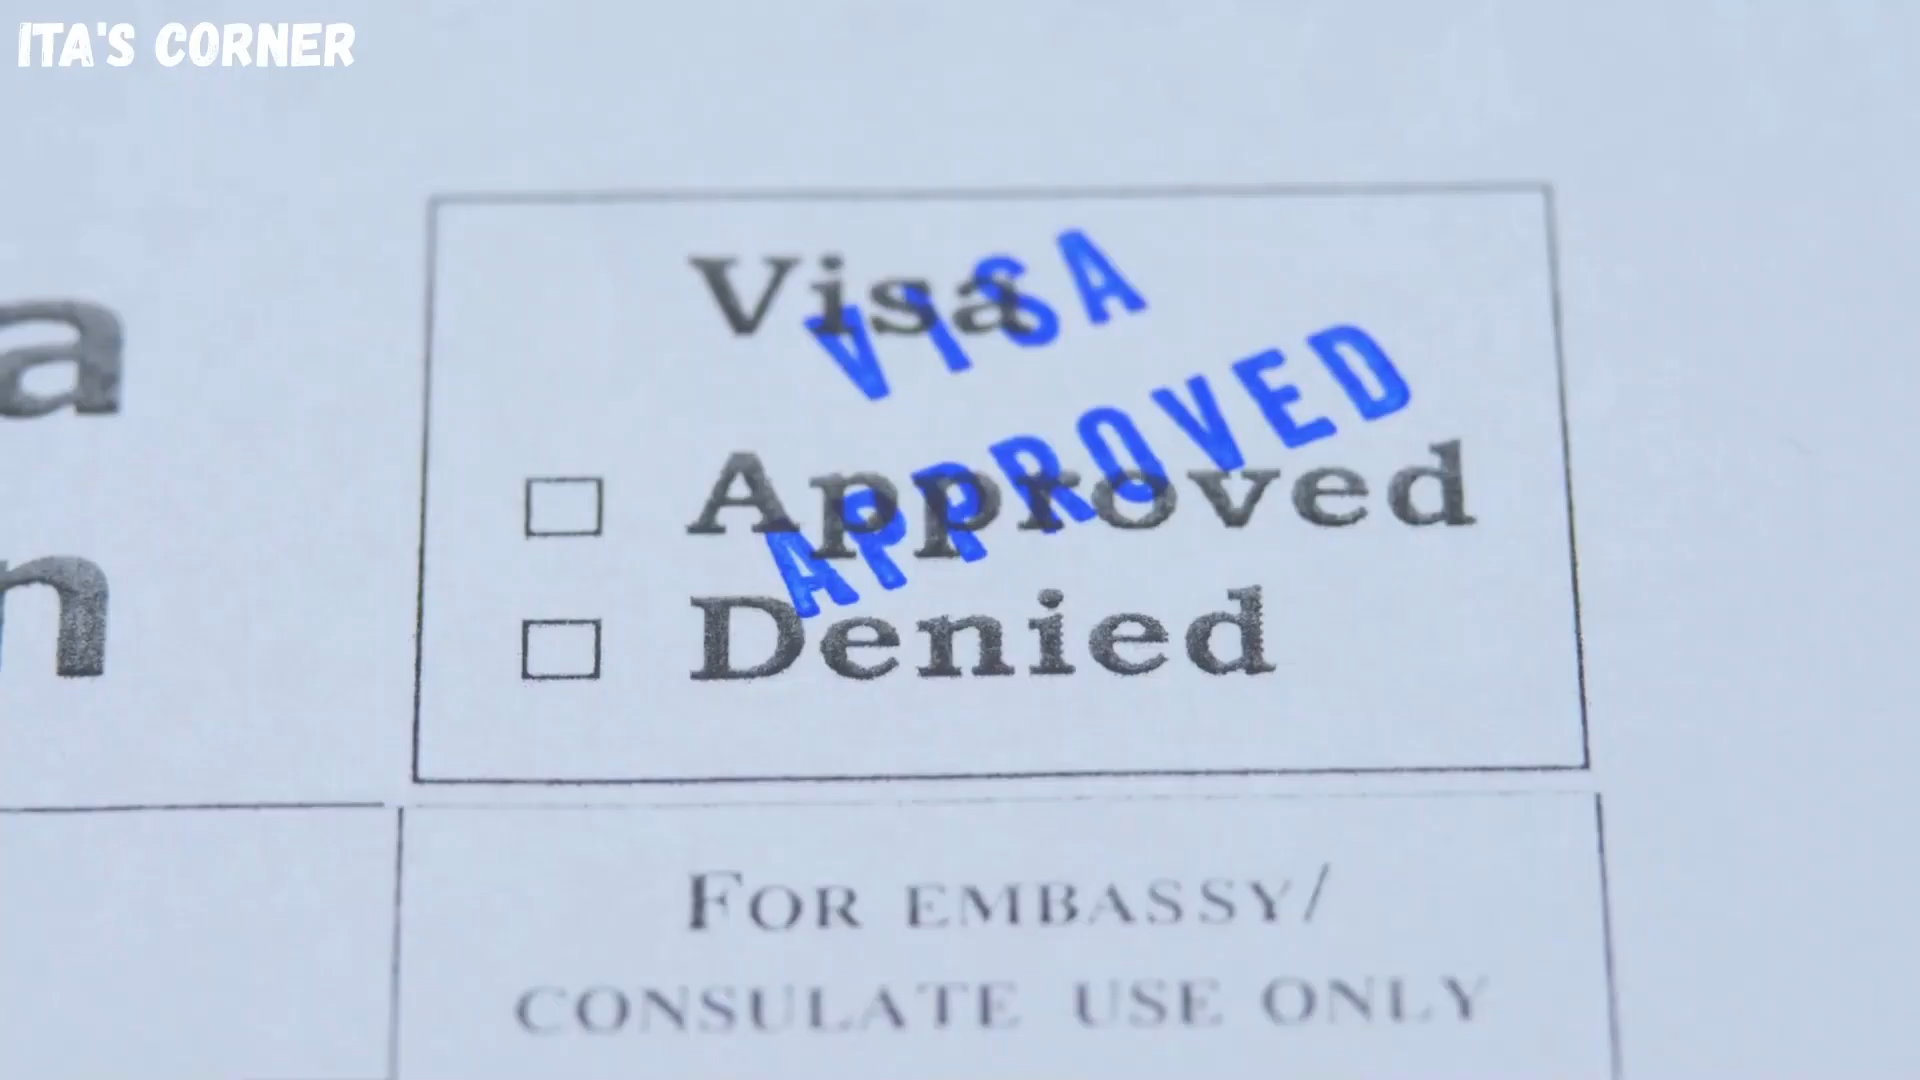 ITA'S CORNER
Visa
VISA
APPROVED
Approved
Denied
a
n
FOR EMBASSY/
CONSULATE USE ONLY